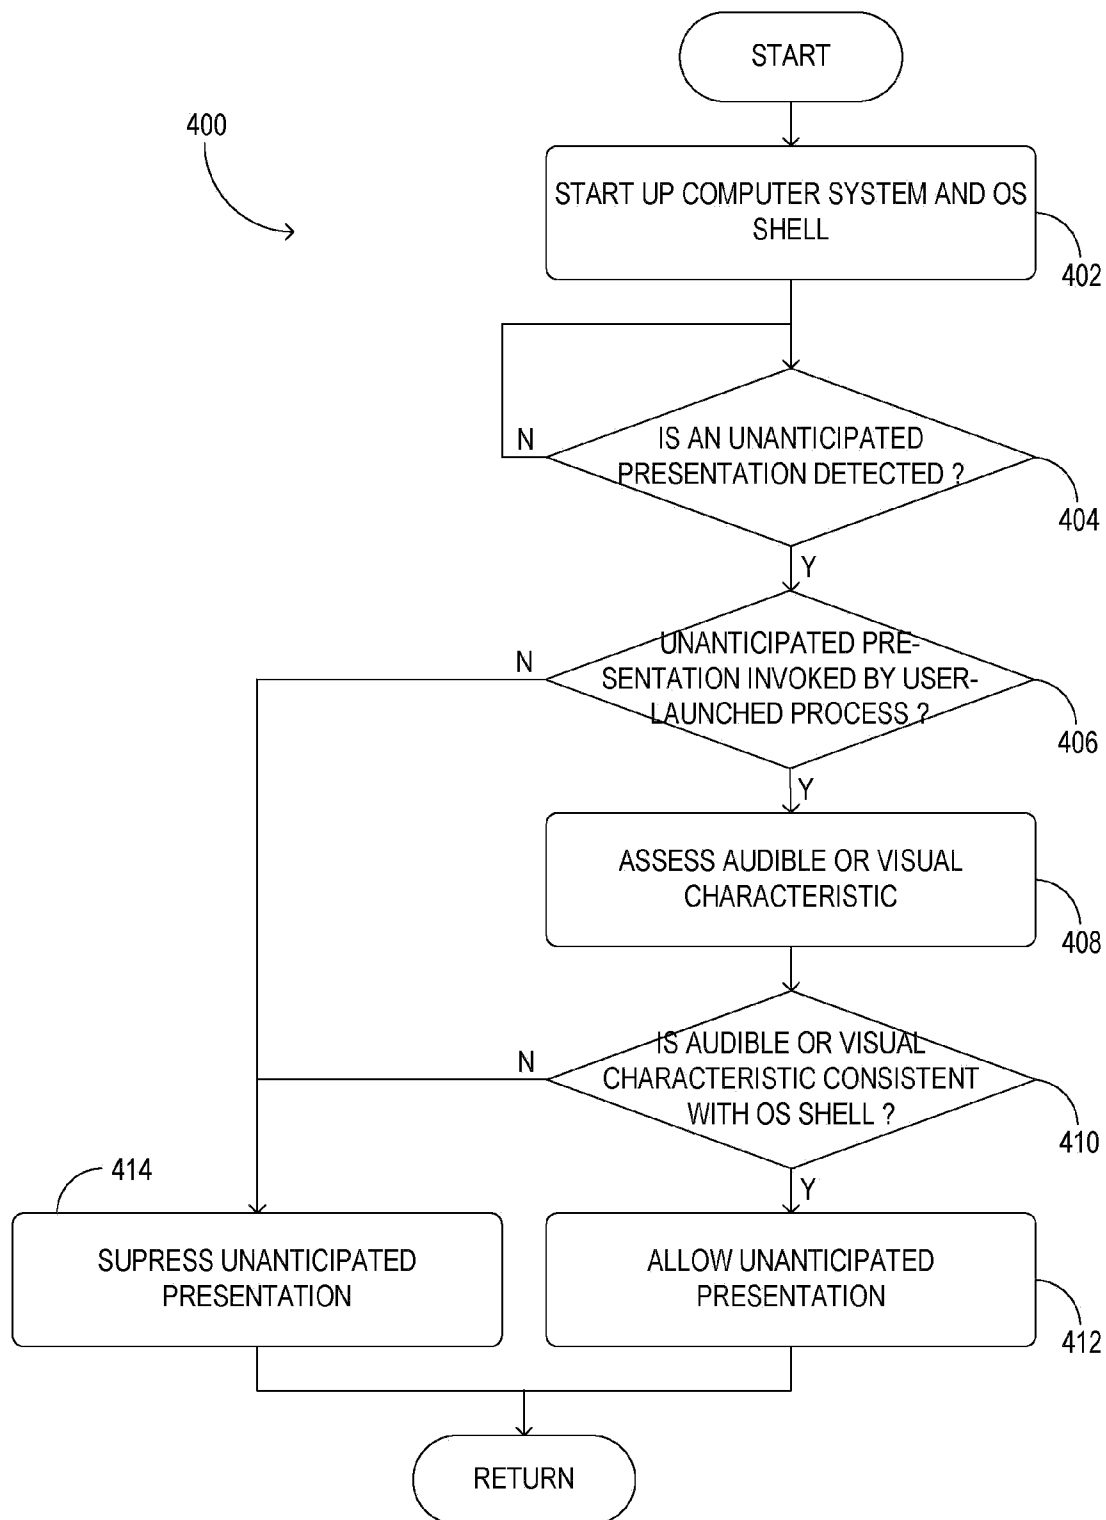 START
400
START UP COMPUTER SYSTEM AND OS
SHELL
402
N
IS AN UNANTICIPATED
PRESENTATION DETECTED ?
404
Y
N
UNANTICIPATED PRE-
SENTATION INVOKED BY USER-
LAUNCHED PROCESS ?
406
Y
ASSESS AUDIBLE OR VISUAL
CHARACTERISTIC
408
N
IS AUDIBLE OR VISUAL
CHARACTERISTIC CONSISTENT
WITH OS SHELL ?
410
Y
414
SUPRESS UNANTICIPATED
PRESENTATION
ALLOW UNANTICIPATED
PRESENTATION
412
RETURN